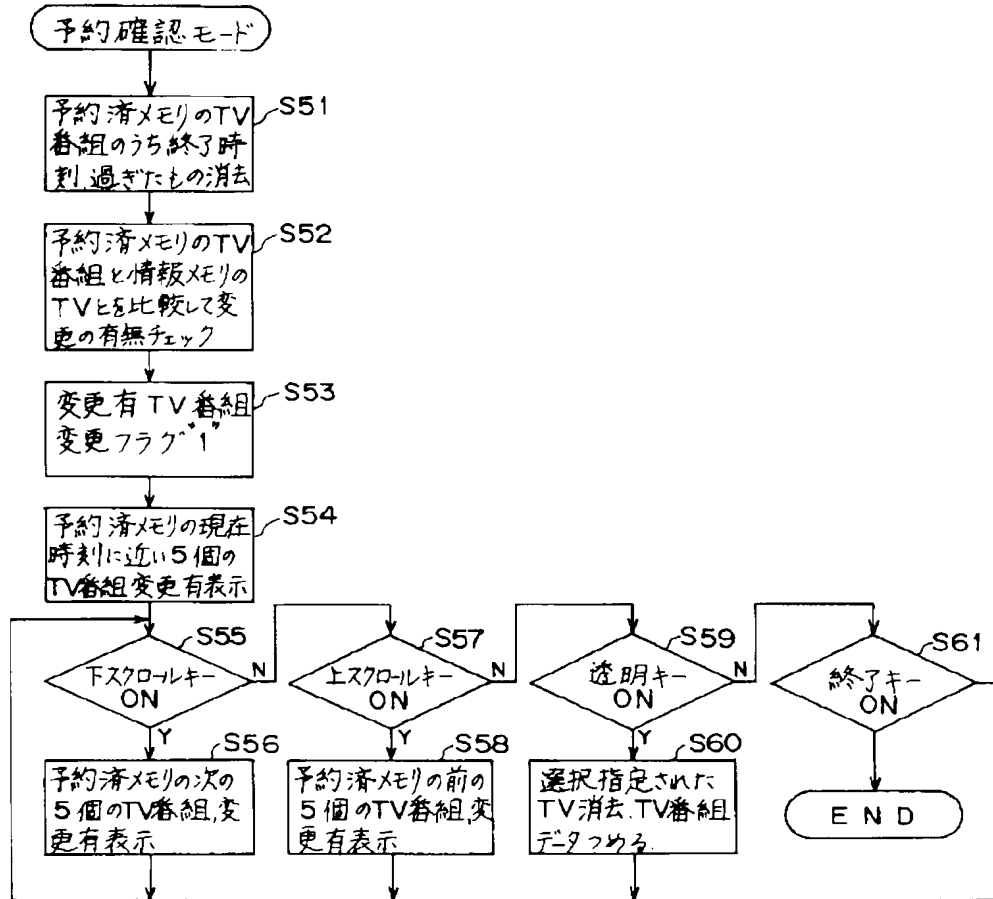 予約確認モード
S51
予約済メモリのTV
番組のうち終了時
刻過ぎたもの消去
S52
予約済メモリのTV
番組と情報メモリの
TVとを比較して変
更の有無チェック
S53
変更有TV番組
変更フラグ"1"
S54
予約済メモリの現在
時刻に近い5個の
TV番組変更有表示
S55
下スクロールキー
ON
N
Y
S57
上スクロールキー
ON
N
Y
S59
透明キー
ON
N
Y
S61
終了キー
ON
S56
予約済メモリの次の
5個のTV番組,変
更有表示
S58
予約済メモリの前の
5個のTV番組,変
更有表示
S60
選択指定された
TV消去.TV番組
データつめる.
END